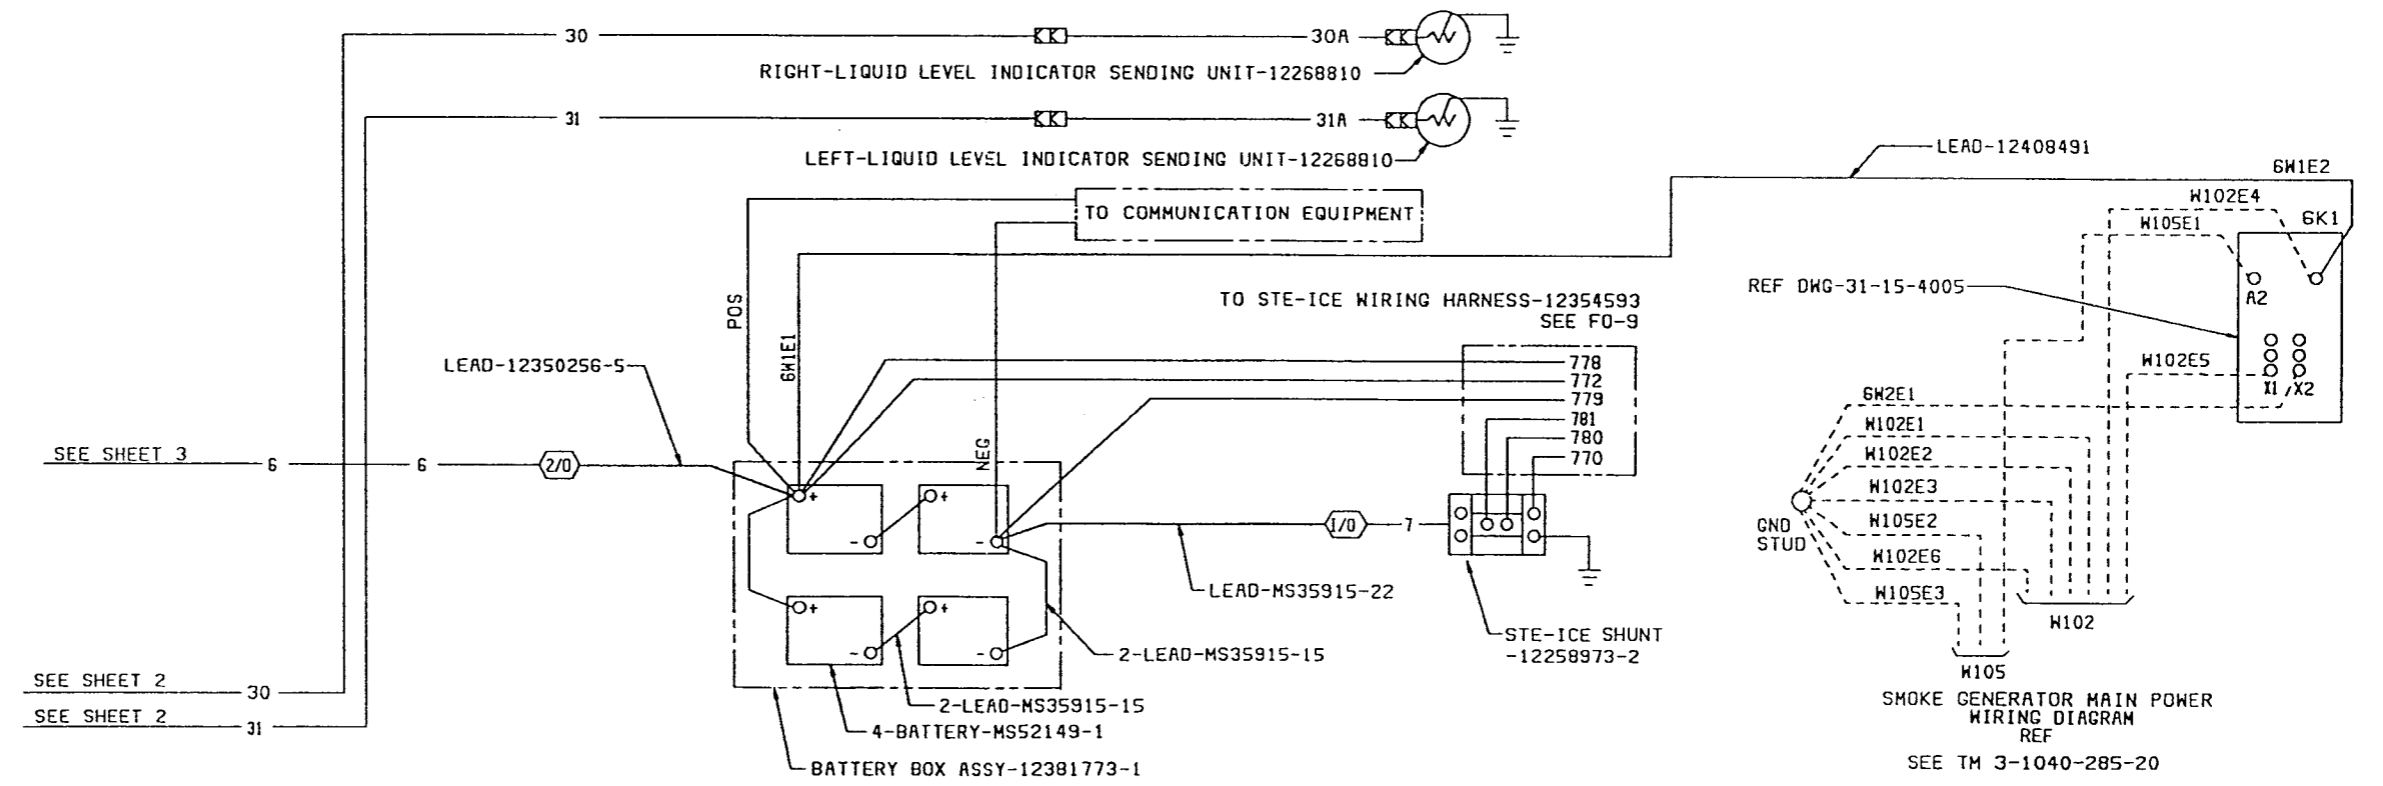 30
30A
RIGHT-LIQUID LEVEL INDICATOR SENDING UNIT-12268810
31
31A
LEFT-LIQUID LEVEL INDICATOR SENDING UNIT-12268810
LEAD-12408491
6W1E2
W102E4
W105E1
6K1
TO COMMUNICATION EQUIPMENT
POS
6W1E1
NEG
A2
REF DWG-31-15-4005
TO STE-ICE WIRING HARNESS-12354593
SEE FO-9
778
772
779
781
780
770
X1 X2
W102E5
6W2E1
W102E1
W102E2
W102E3
W105E2
W102E6
W105E3
GND
STUD
W102
W105
LEAD-12350256-5
SEE SHEET 3
6
6
2/0
+
+
-
-
1/0
7
LEAD-MS35915-22
+
+
-
-
STE-ICE SHUNT
-12258973-2
2-LEAD-MS35915-15
2-LEAD-MS35915-15
4-BATTERY-MS52149-1
BATTERY BOX ASSY-12381773-1
SEE SHEET 2
30
SEE SHEET 2
31
SMOKE GENERATOR MAIN POWER
WIRING DIAGRAM
REF
SEE TM 3-1040-285-20